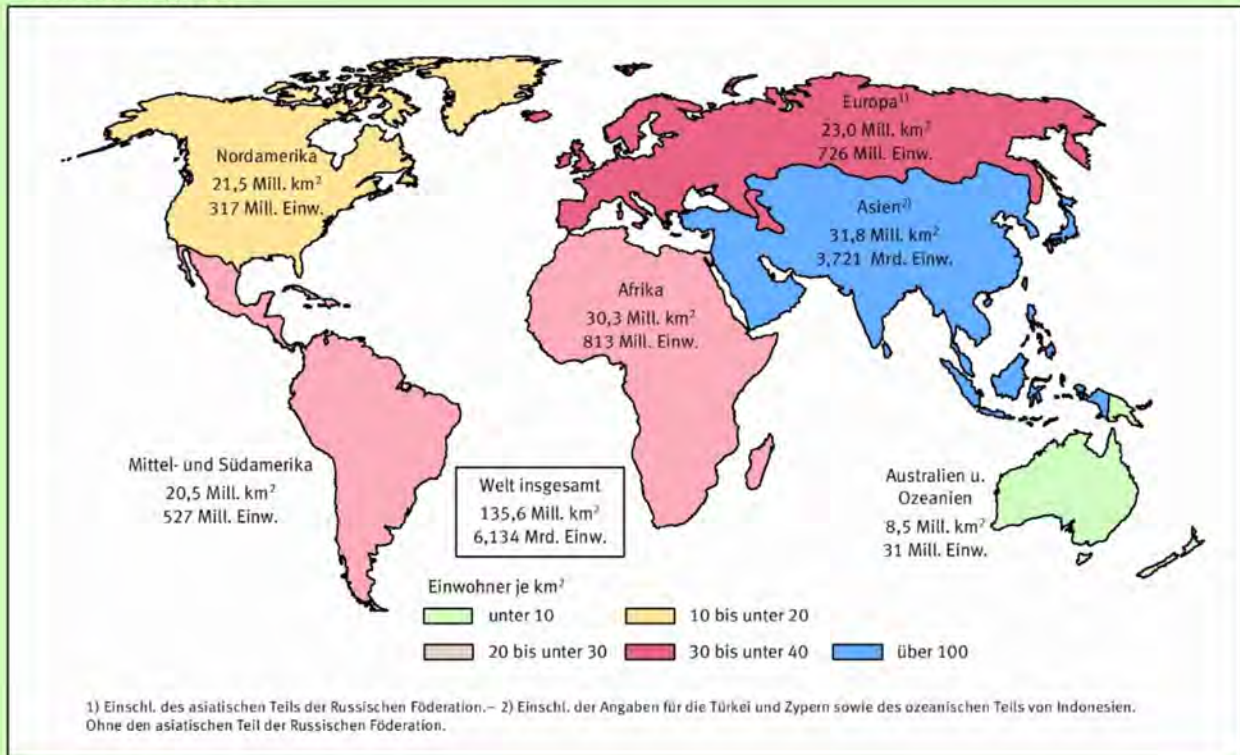 Nordamerika
21,5 Mill. km²
317 Mill. Einw.
Europa¹⁾
23,0 Mill. km²
726 Mill. Einw.
Asien²⁾
31,8 Mill. km²
3,721 Mrd. Einw.
Afrika
30,3 Mill. km²
813 Mill. Einw.
Mittel- und Südamerika
20,5 Mill. km²
527 Mill. Einw.
Welt insgesamt
135,6 Mill. km²
6,134 Mrd. Einw.
Australien u.
Ozeanien
8,5 Mill. km²
31 Mill. Einw.
Einwohner je km²
unter 10
10 bis unter 20
20 bis unter 30
30 bis unter 40
über 100
1) Einschl. des asiatischen Teils der Russischen Föderation.– 2) Einschl. der Angaben für die Türkei und Zypern sowie des ozeanischen Teils von Indonesien.
Ohne den asiatischen Teil der Russischen Föderation.